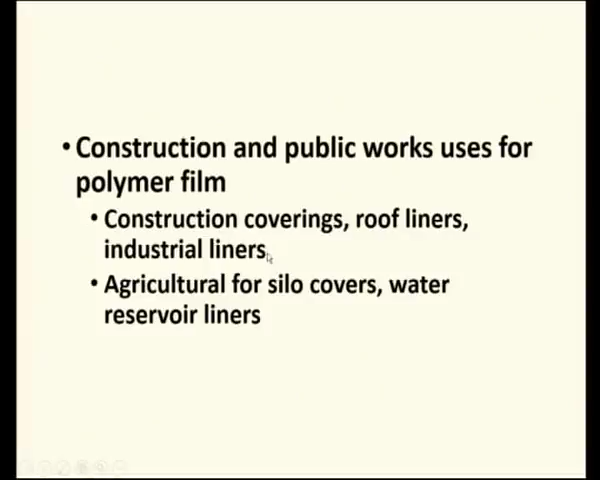 • Construction and public works uses for
polymer film
• Construction coverings, roof liners,
industrial liners
• Agricultural for silo covers, water
reservoir liners